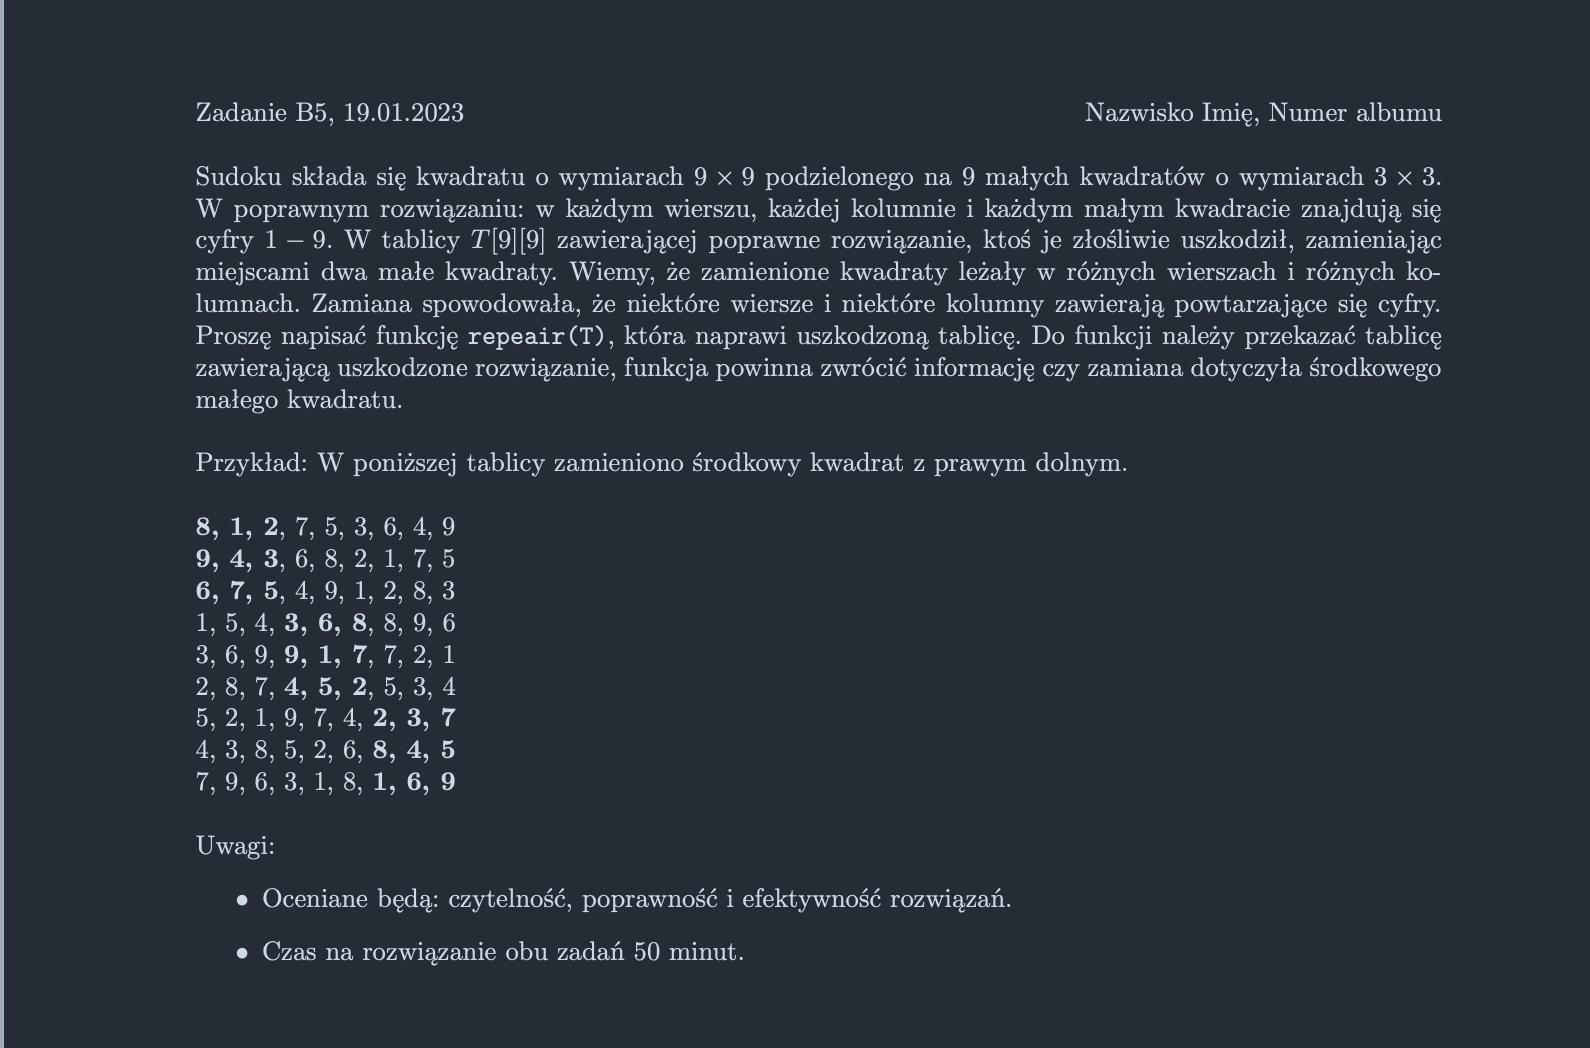 Zadanie B5, 19.01.2023 Nazwisko Imię, Numer albumu
Sudoku składa się kwadratu o wymiarach 9 × 9 podzielonego na 9 małych kwadratów o wymiarach 3 × 3.
W poprawnym rozwiązaniu: w każdym wierszu, każdej kolumnie i każdym małym kwadracie znajdują się
cyfry 1 − 9. W tablicy T[9][9] zawierającej poprawne rozwiązanie, ktoś je złośliwie uszkodził, zamieniając
miejscami dwa małe kwadraty. Wiemy, że zamienione kwadraty leżały w różnych wierszach i różnych ko-
lumnach. Zamiana spowodowała, że niektóre wiersze i niektóre kolumny zawierają powtarzające się cyfry.
Proszę napisać funkcję repeair(T), która naprawi uszkodzoną tablicę. Do funkcji należy przekazać tablicę
zawierającą uszkodzone rozwiązanie, funkcja powinna zwrócić informację czy zamiana dotyczyła środkowego
małego kwadratu.
Przykład: W poniższej tablicy zamieniono środkowy kwadrat z prawym dolnym.
8, 1, 2, 7, 5, 3, 6, 4, 9
9, 4, 3, 6, 8, 2, 1, 7, 5
6, 7, 5, 4, 9, 1, 2, 8, 3
1, 5, 4, 3, 6, 8, 8, 9, 6
3, 6, 9, 9, 1, 7, 7, 2, 1
2, 8, 7, 4, 5, 2, 5, 3, 4
5, 2, 1, 9, 7, 4, 2, 3, 7
4, 3, 8, 5, 2, 6, 8, 4, 5
7, 9, 6, 3, 1, 8, 1, 6, 9
Uwagi:
• Oceniane będą: czytelność, poprawność i efektywność rozwiązań.
• Czas na rozwiązanie obu zadań 50 minut.